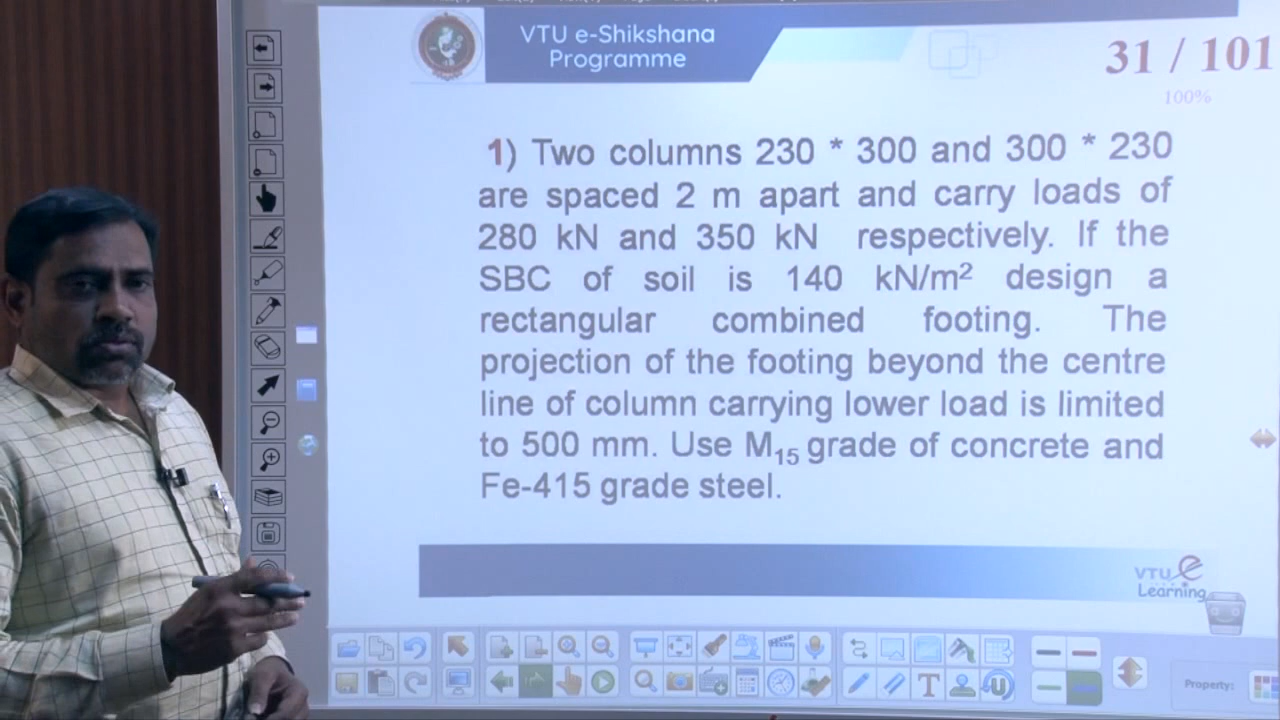 VTU e-Shikshana
Programme
31 / 101
100%
1) Two columns 230 * 300 and 300 * 230
are spaced 2 m apart and carry loads of
280 kN and 350 kN respectively. If the
SBC of soil is 140 kN/m² design a
rectangular combined footing. The
projection of the footing beyond the centre
line of column carrying lower load is limited
to 500 mm. Use M₁₅ grade of concrete and
Fe-415 grade steel.
VTU e
Learning
Property: